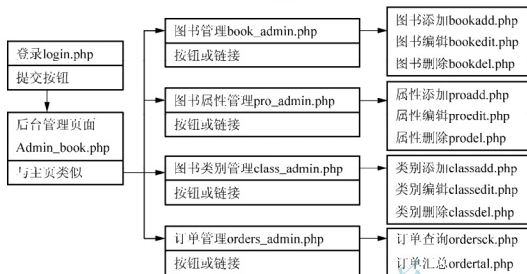 登录login.php
提交按钮
后台管理页面
Admin_book.php
与主页类似
图书管理book_admin.php
按钮或链接
图书属性管理pro_admin.php
按钮或链接
图书类别管理class_admin.php
按钮或链接
订单管理orders_admin.php
按钮或链接
图书添加bookadd.php
图书编辑bookedit.php
图书删除bookdel.php
属性添加proadd.php
属性编辑proedit.php
属性删除prodel.php
类别添加classadd.php
类别编辑classedit.php
类别删除classdel.php
订单查询ordersck.php
订单汇总ordertal.php